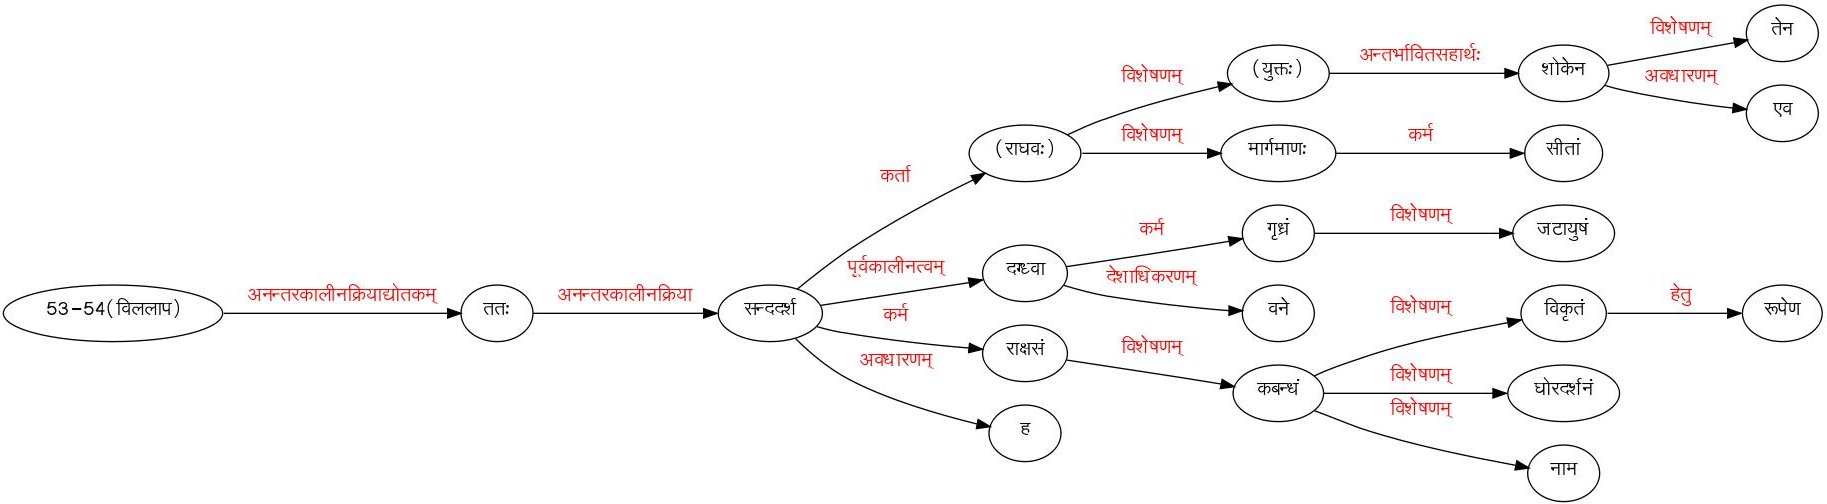 53-54(विललाप)
अनन्तरकालीनक्रियाद्योतकम्
ततः
अनन्तरकालीनक्रिया
सन्ददर्श
कर्ता
(राघवः)
विशेषणम्
(युक्तः)
अन्तर्भावितसहार्थः
शोकेन
विशेषणम्
तेन
अवधारणम्
एव
विशेषणम्
मार्गमाणः
कर्म
सीतां
पूर्वकालीनत्वम्
दग्ध्वा
कर्म
गृध्रं
विशेषणम्
जटायुषं
देशाधिकरणम्
वने
कर्म
राक्षसं
विशेषणम्
कबन्धं
विशेषणम्
विकृतं
हेतु
रूपेण
विशेषणम्
घोरदर्शनं
विशेषणम्
नाम
अवधारणम्
ह